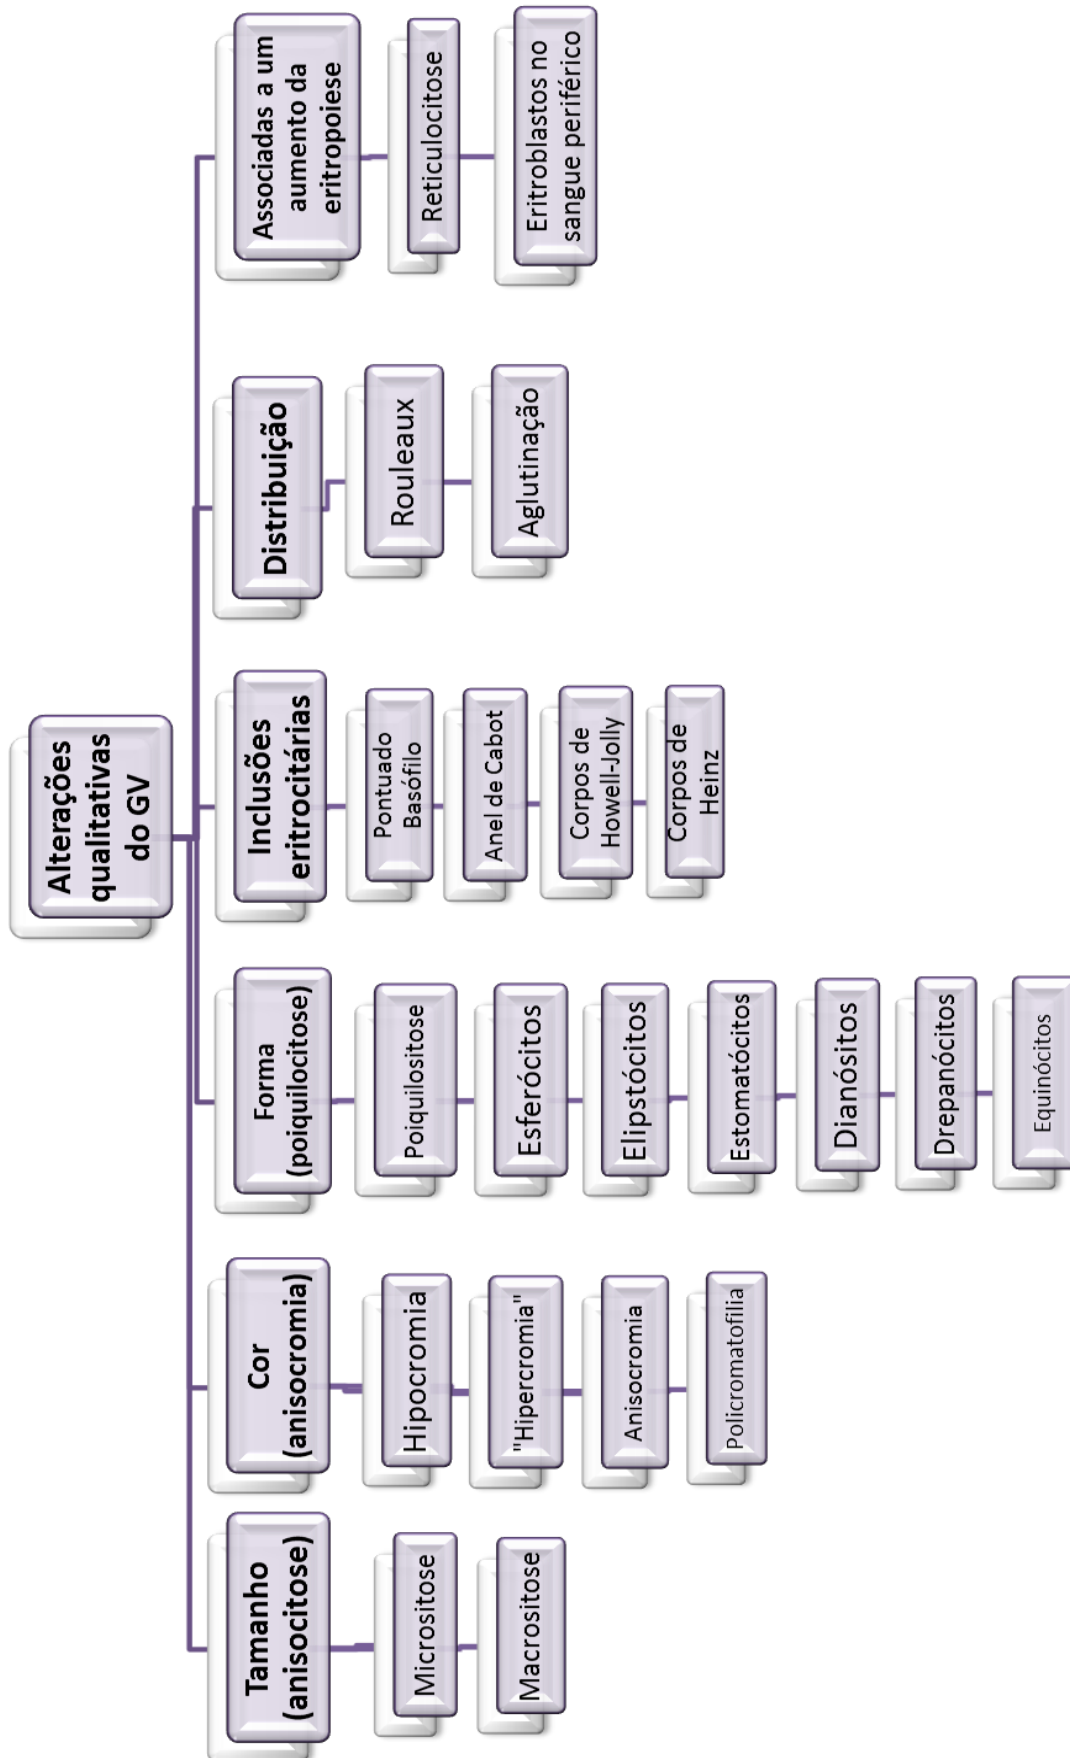 Alterações
qualitativas
do GV
Tamanho
(anisocitose)
Micrositose
Macrositose
Cor
(anisocromia)
Hipocromia
"Hipercromia"
Anisocromia
Policromatofilia
Forma
(poiquilocitose)
Poiquilositose
Esferócitos
Elipstócitos
Estomatócitos
Dianósitos
Drepanócitos
Equinócitos
Inclusões
eritrocitárias
Pontuado
Basófilo
Anel de Cabot
Corpos de
Howell-Jolly
Corpos de
Heinz
Distribuição
Rouleaux
Aglutinação
Associadas a um
aumento da
eritropoiese
Reticulocitose
Eritroblastos no
sangue periférico